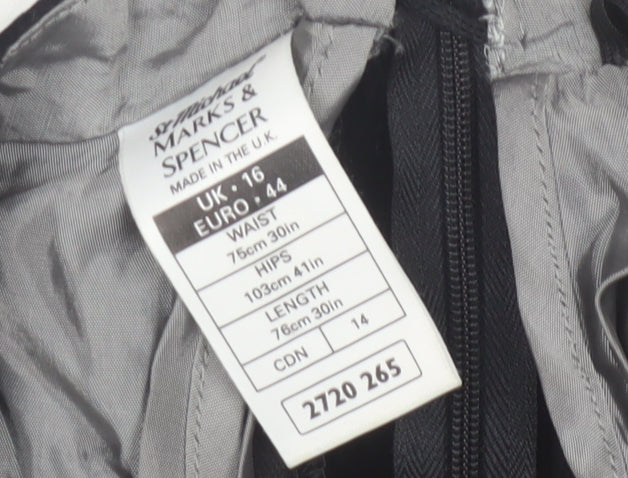 St Michael
MARKS &
SPENCER
MADE IN THE U.K.
UK • 16
EURO • 44
WAIST
75cm 30in
HIPS
103cm 41in
LENGTH
76cm 30in
CDN 14
2720 265